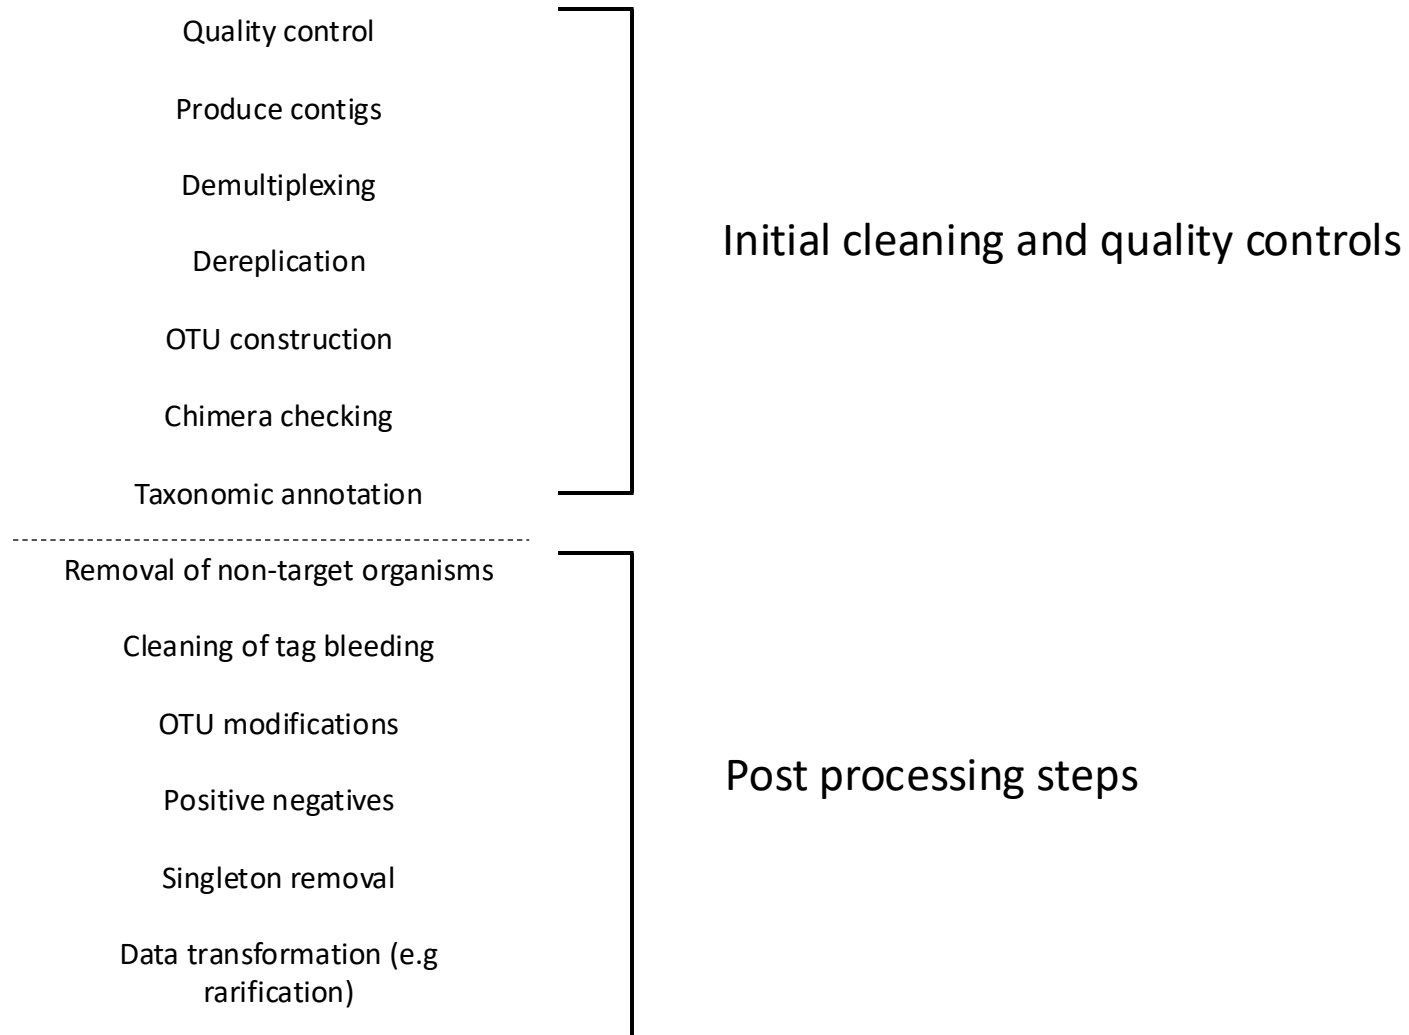 Quality control
Produce contigs
Demultiplexing
Dereplication
OTU construction
Chimera checking
Taxonomic annotation
Initial cleaning and quality controls
Removal of non-target organisms
Cleaning of tag bleeding
OTU modifications
Positive negatives
Singleton removal
Data transformation (e.g
rarification)
Post processing steps